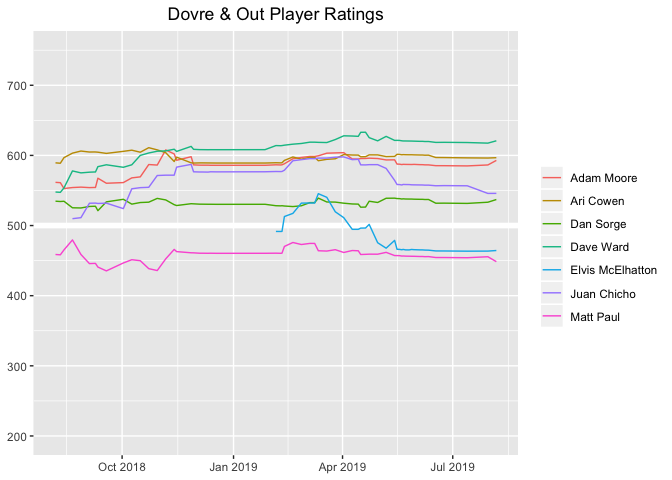 Dovre & Out Player Ratings
700
600
500
400
300
200
Oct 2018
Jan 2019
Apr 2019
Jul 2019
Adam Moore
Ari Cowen
Dan Sorge
Dave Ward
Elvis McElhatton
Juan Chicho
Matt Paul